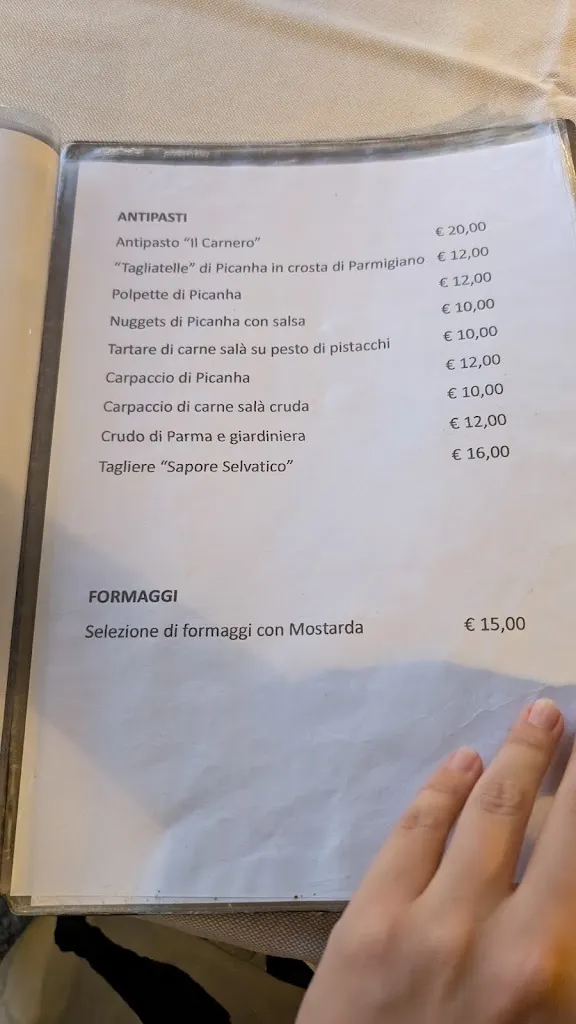 ANTIPASTI
Antipasto “Il Carnero” € 20,00
“Tagliatelle” di Picanha in crosta di Parmigiano € 12,00
Polpette di Picanha € 12,00
Nuggets di Picanha con salsa € 10,00
Tartare di carne salà su pesto di pistacchi € 10,00
Carpaccio di Picanha € 12,00
Carpaccio di carne salà cruda € 10,00
Crudo di Parma e giardiniera € 12,00
Tagliere “Sapore Selvatico” € 16,00
FORMAGGI
Selezione di formaggi con Mostarda € 15,00